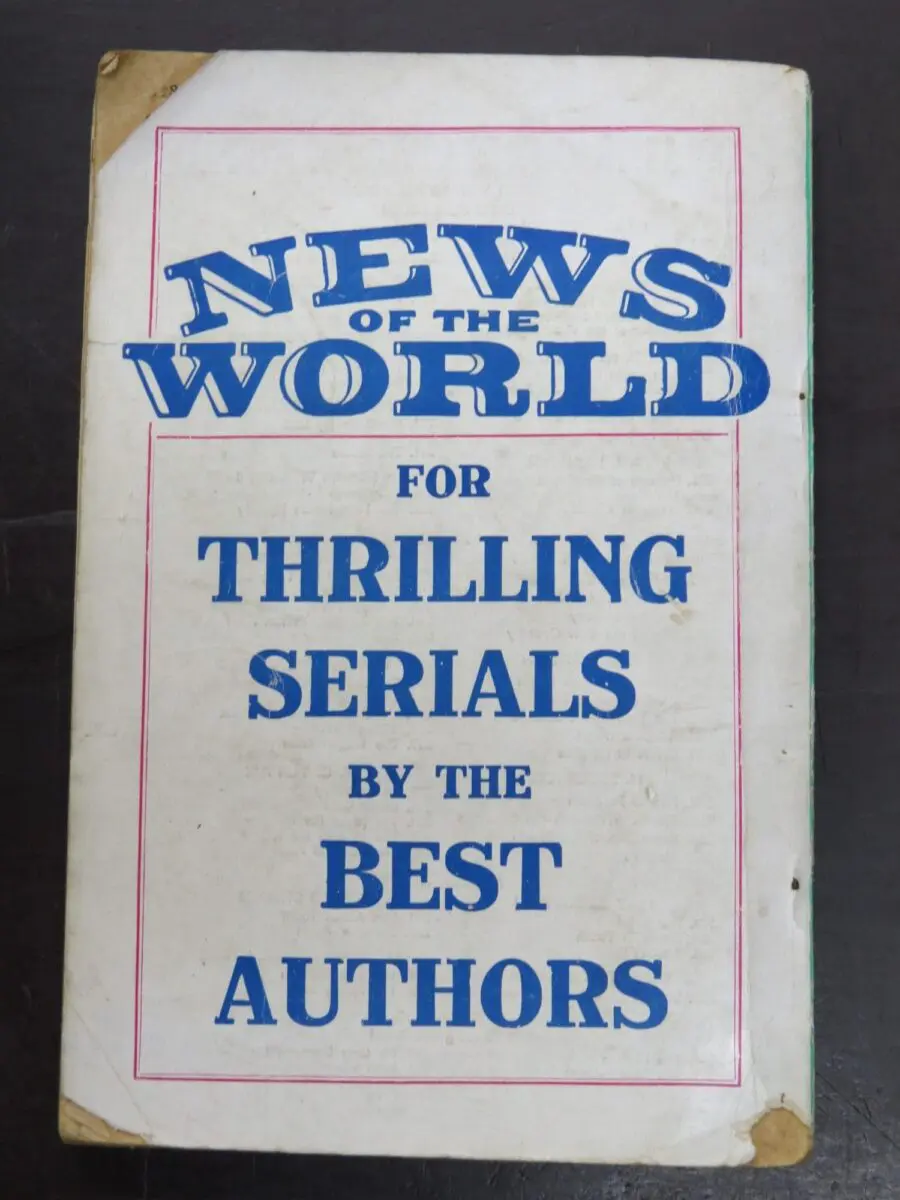 NEWS
OF THE
WORLD
FOR
THRILLING
SERIALS
BY THE
BEST
AUTHORS